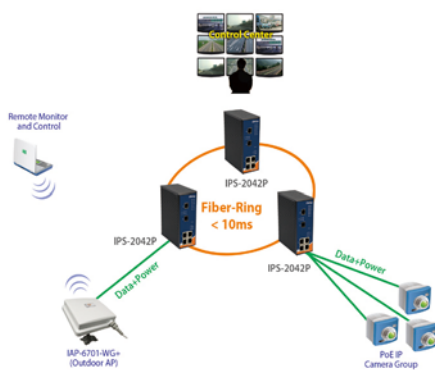 Control Center
Remote Monitor
and Control
IPS-2042P
Fiber-Ring
< 10ms
IPS-2042P
IPS-2042P
Data+Power
Data+Power
IAP-6701-WG+
(Outdoor AP)
PoE IP
Camera Group